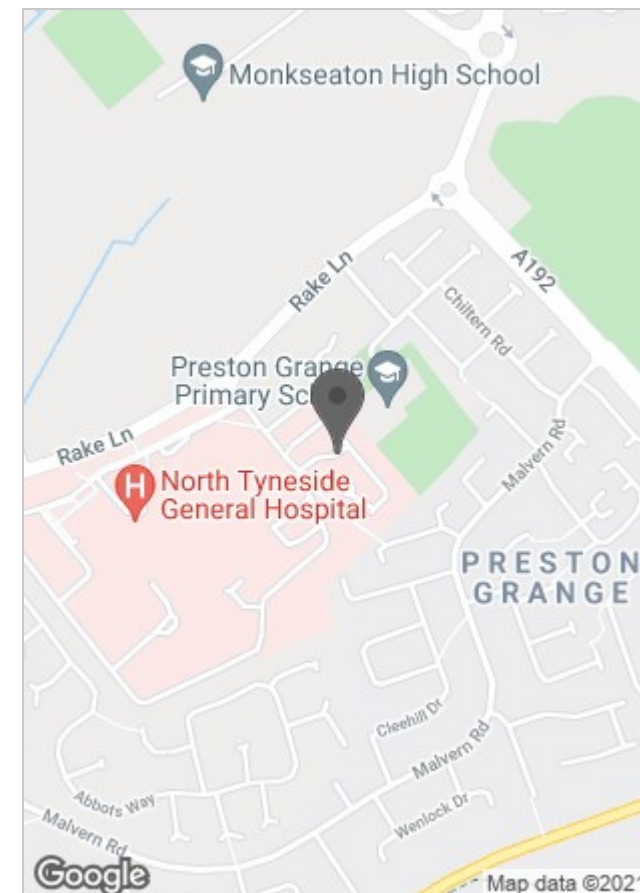 Monkseaton High School
A192
Rake Ln
Chiltern Rd
Preston Grange
Primary Sc
Malvern Rd
Rake Ln
H
North Tyneside
General Hospital
PRESTON
GRANGE
Cleehill Dr
Malvern Rd
Abbots Way
Wenlock Dr
Malvern Rd
Google
Map data ©202